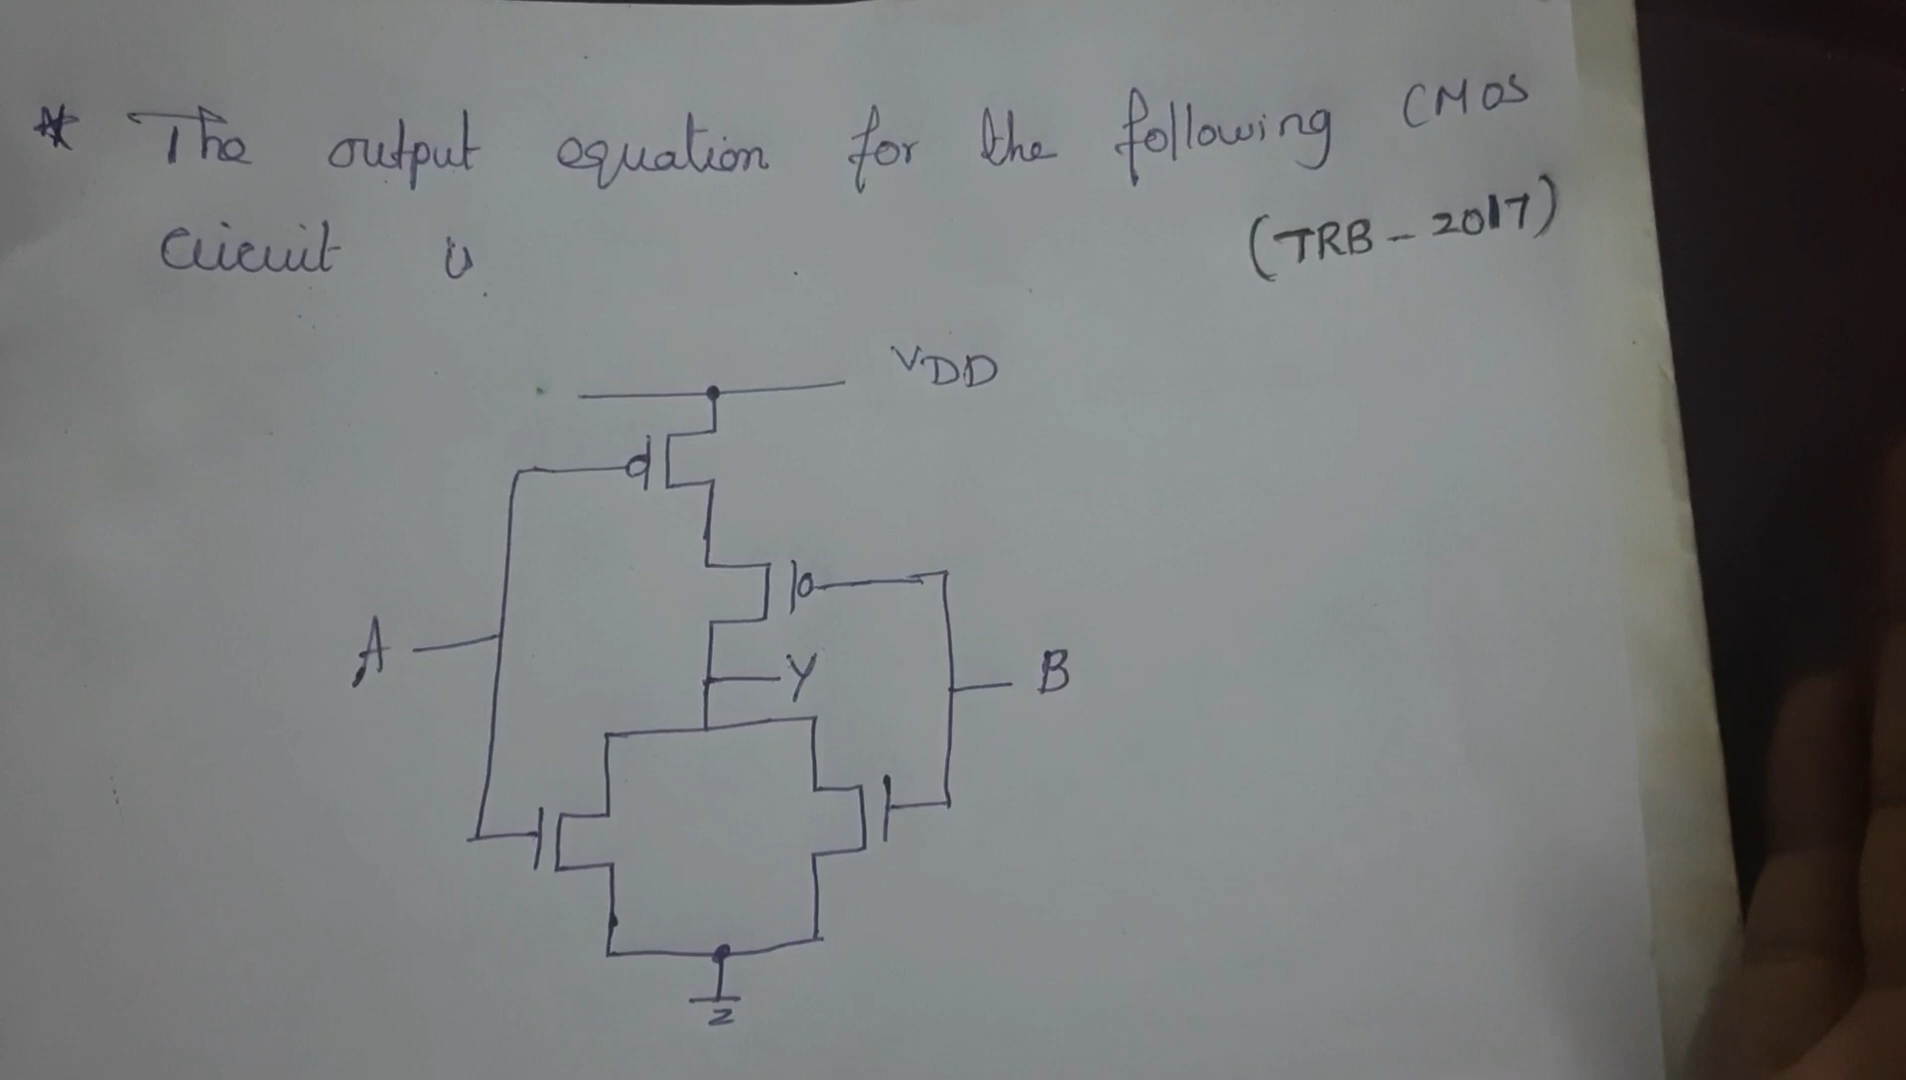 * The output equation for the following CMOS
circuit is (TRB - 2017)
VDD
A
Y
B